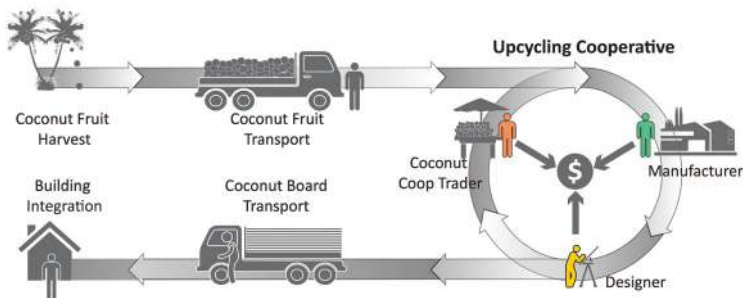 Upcycling Cooperative
Coconut Fruit
Harvest
Coconut Fruit
Transport
Coconut
Coop Trader
$
Manufacturer
Building
Integration
Coconut Board
Transport
Designer